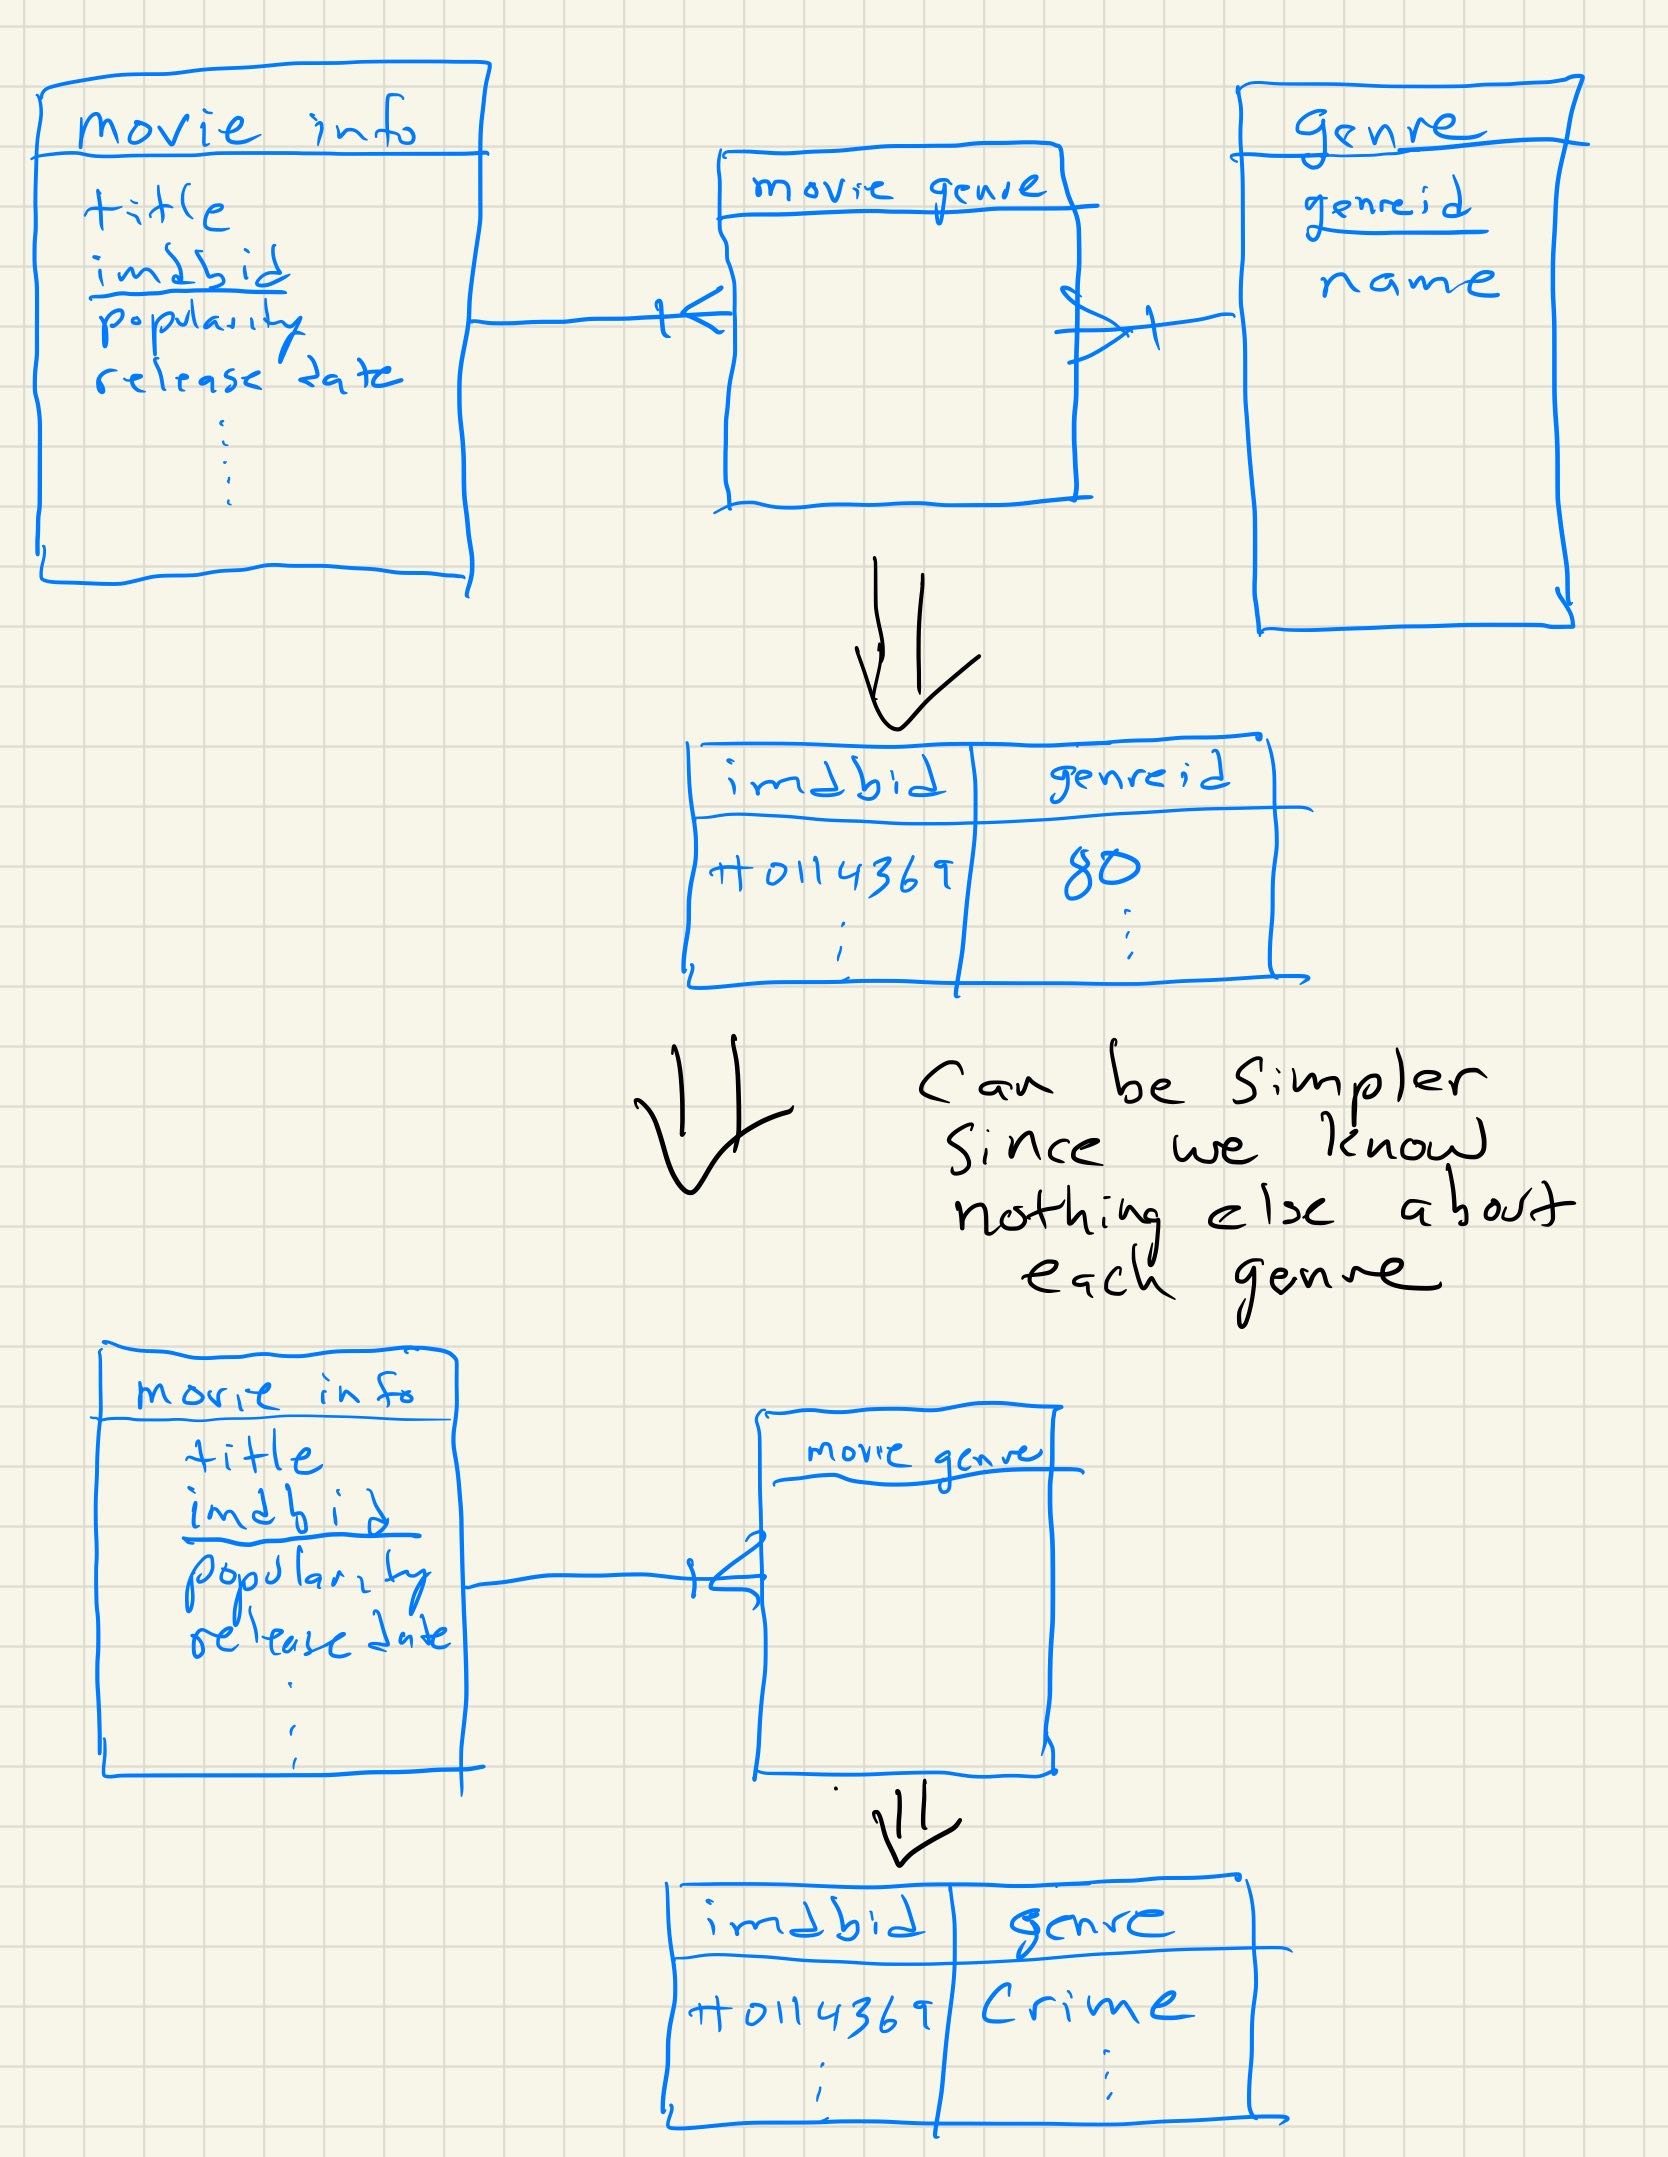 movie info
title
imdbid
popularity
release date
movie genre
genre
genreid
name
imdbid genreid
tt0114369 80
Can be simpler
since we know
nothing else about
each genre
movie info
title
imdbid
popularity
release date
movie genre
imdbid genre
tt0114369 Crime